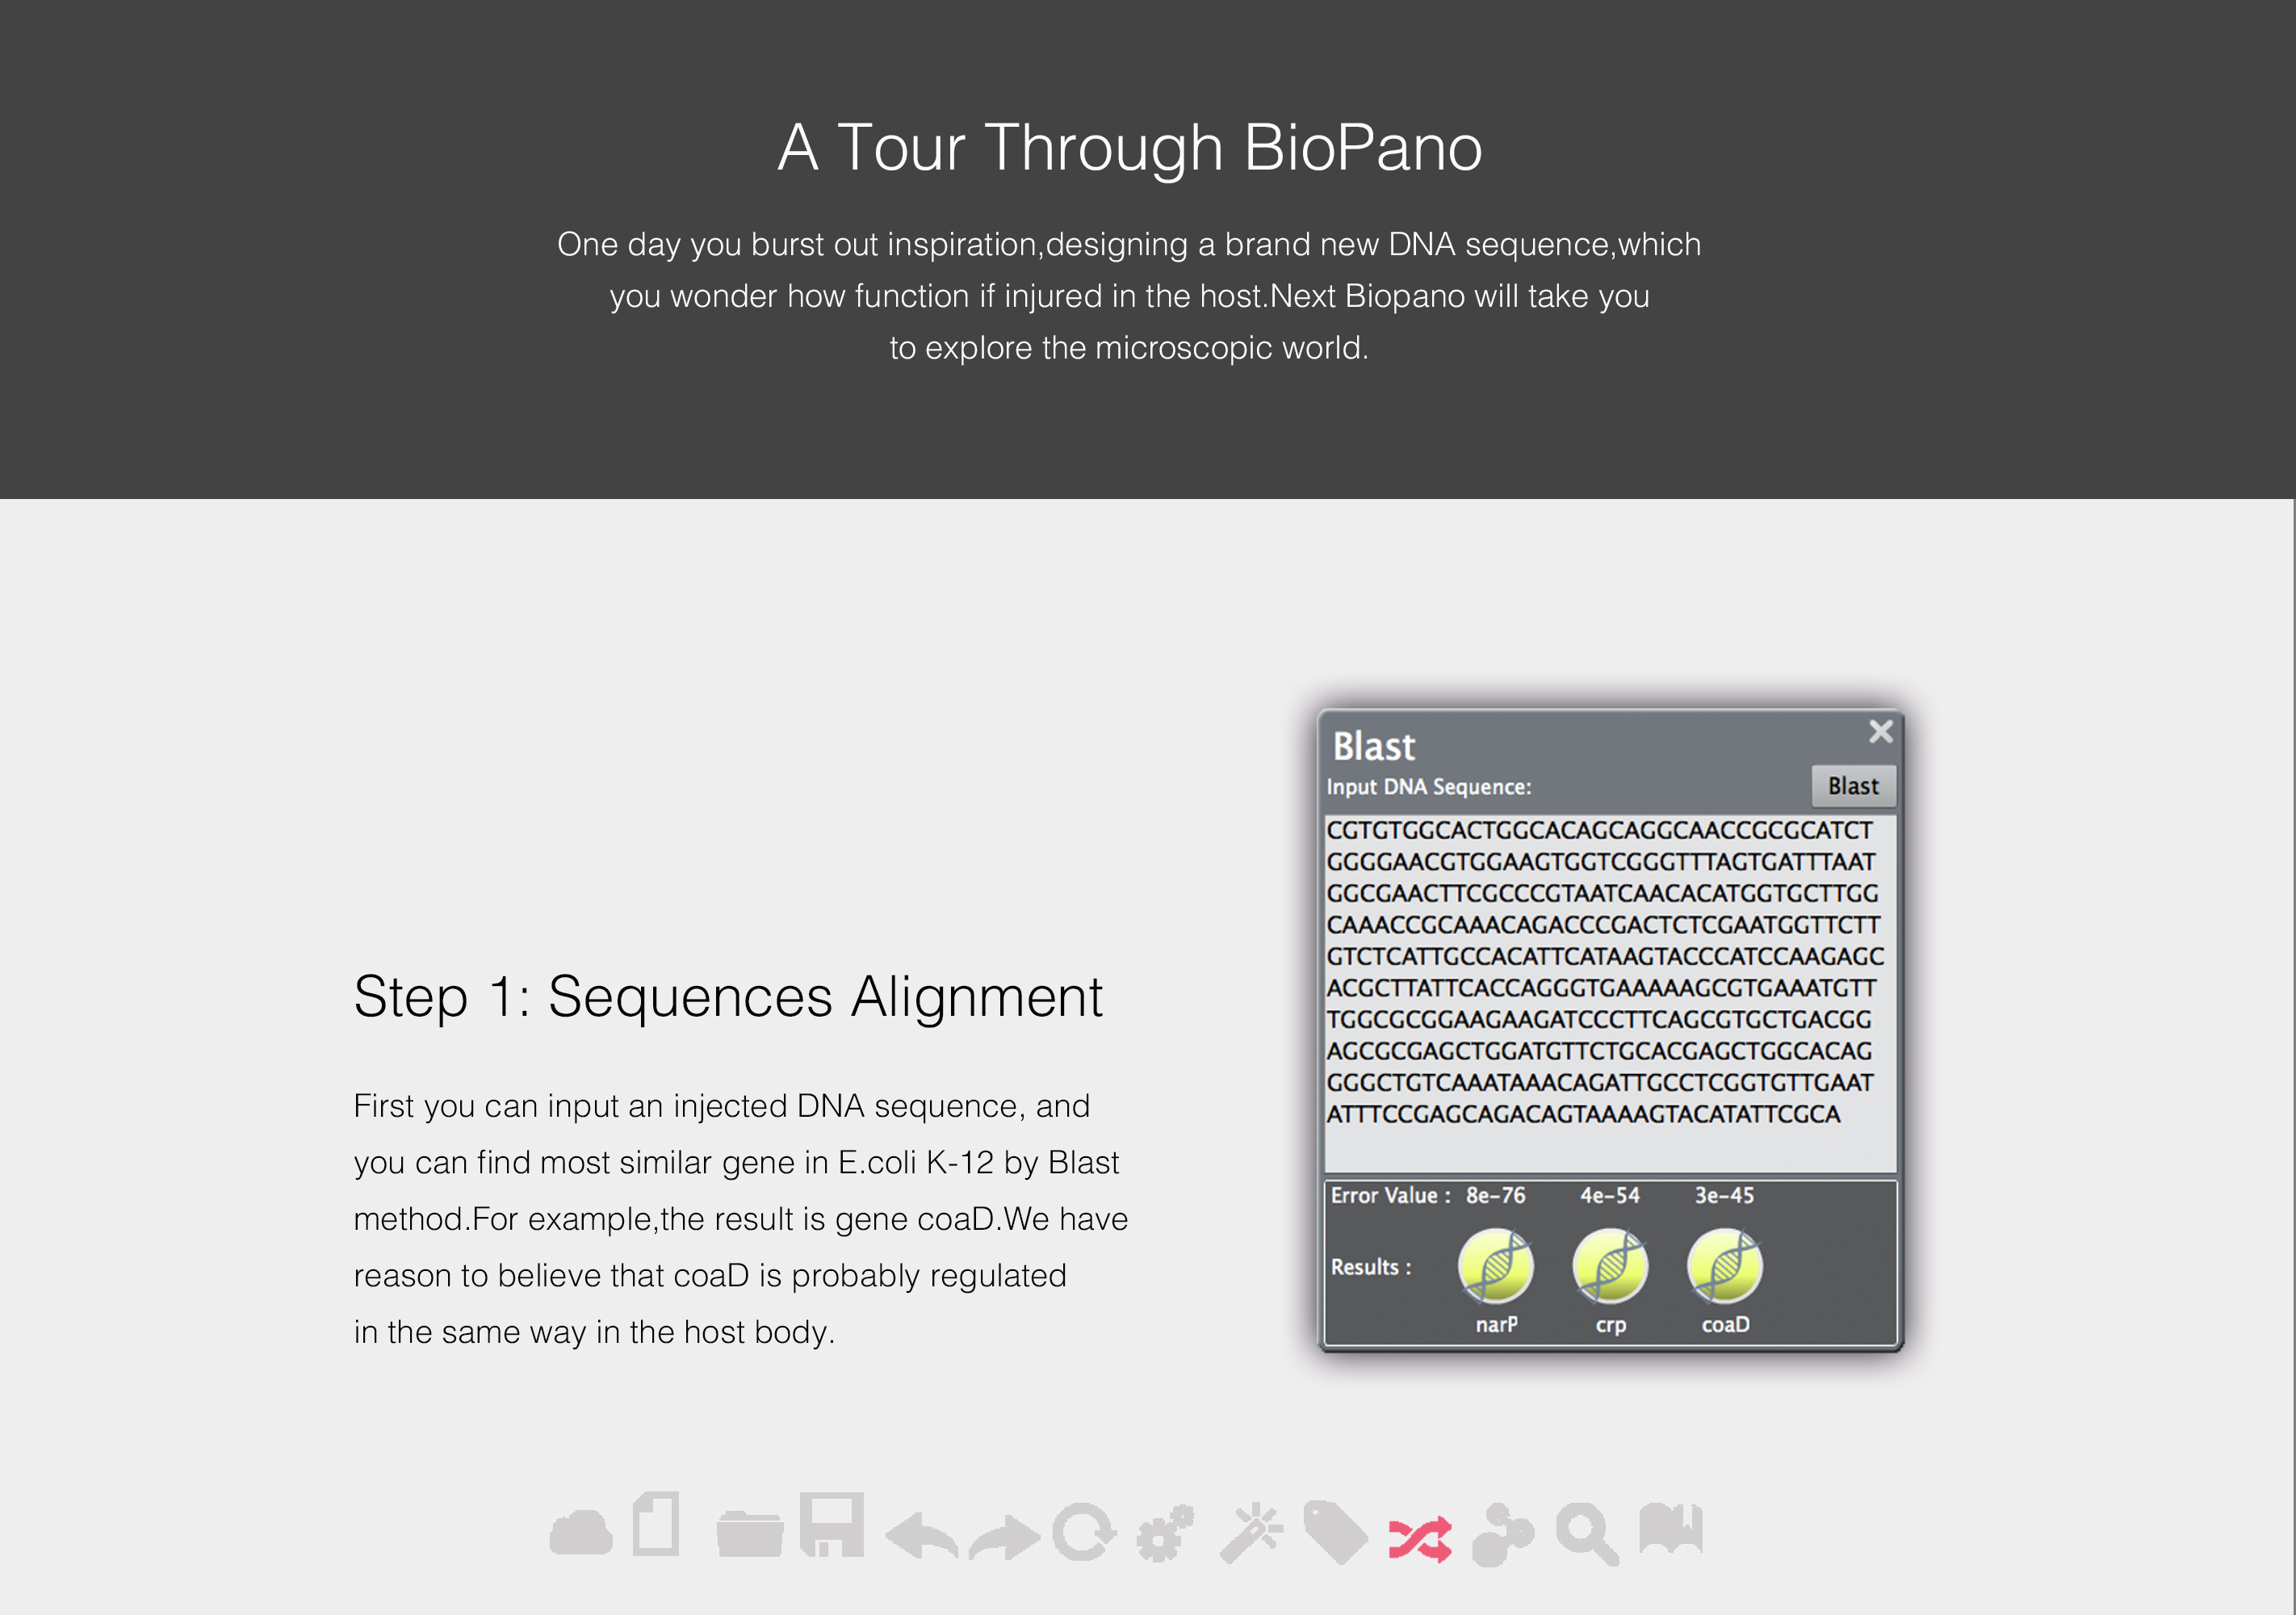 A Tour Through BioPano
One day you burst out inspiration,designing a brand new DNA sequence,which
you wonder how function if injured in the host.Next Biopano will take you
to explore the microscopic world.
Step 1: Sequences Alignment
First you can input an injected DNA sequence, and
you can find most similar gene in E.coli K-12 by Blast
method.For example,the result is gene coaD.We have
reason to believe that coaD is probably regulated
in the same way in the host body.
Blast
Input DNA Sequence:
Blast
CGTGTGGCACTGGCACAGCAGGCAACCGCGCATCT
GGGGAACGTGGAAGTGGTCGGGTTTAGTGATTTAAT
GGCGAACTTCGCCCGTAATCAACACATGGTGCTTGG
CAAACCGCAAACAGACCCGACTCTCGAATGGTTCTT
GTCTCATTGCCACATTCATAAGTACCCATCCAAGAGC
ACGCTTATTCACCAGGGTGAAAAAGCGTGAAATGTT
TGGCGCGGAAGAAGATCCCTTCAGCGTGCTGACGG
AGCGCGAGCTGGATGTTCTGCACGAGCTGGCACAG
GGGCTGTCAAATAAACAGATTGCCTCGGTGTTGAAT
ATTTCCGAGCAGACAGTAAAAGTACATATTCGCA
Error Value : 8e-76 4e-54 3e-45
Results :
narP crp coaD